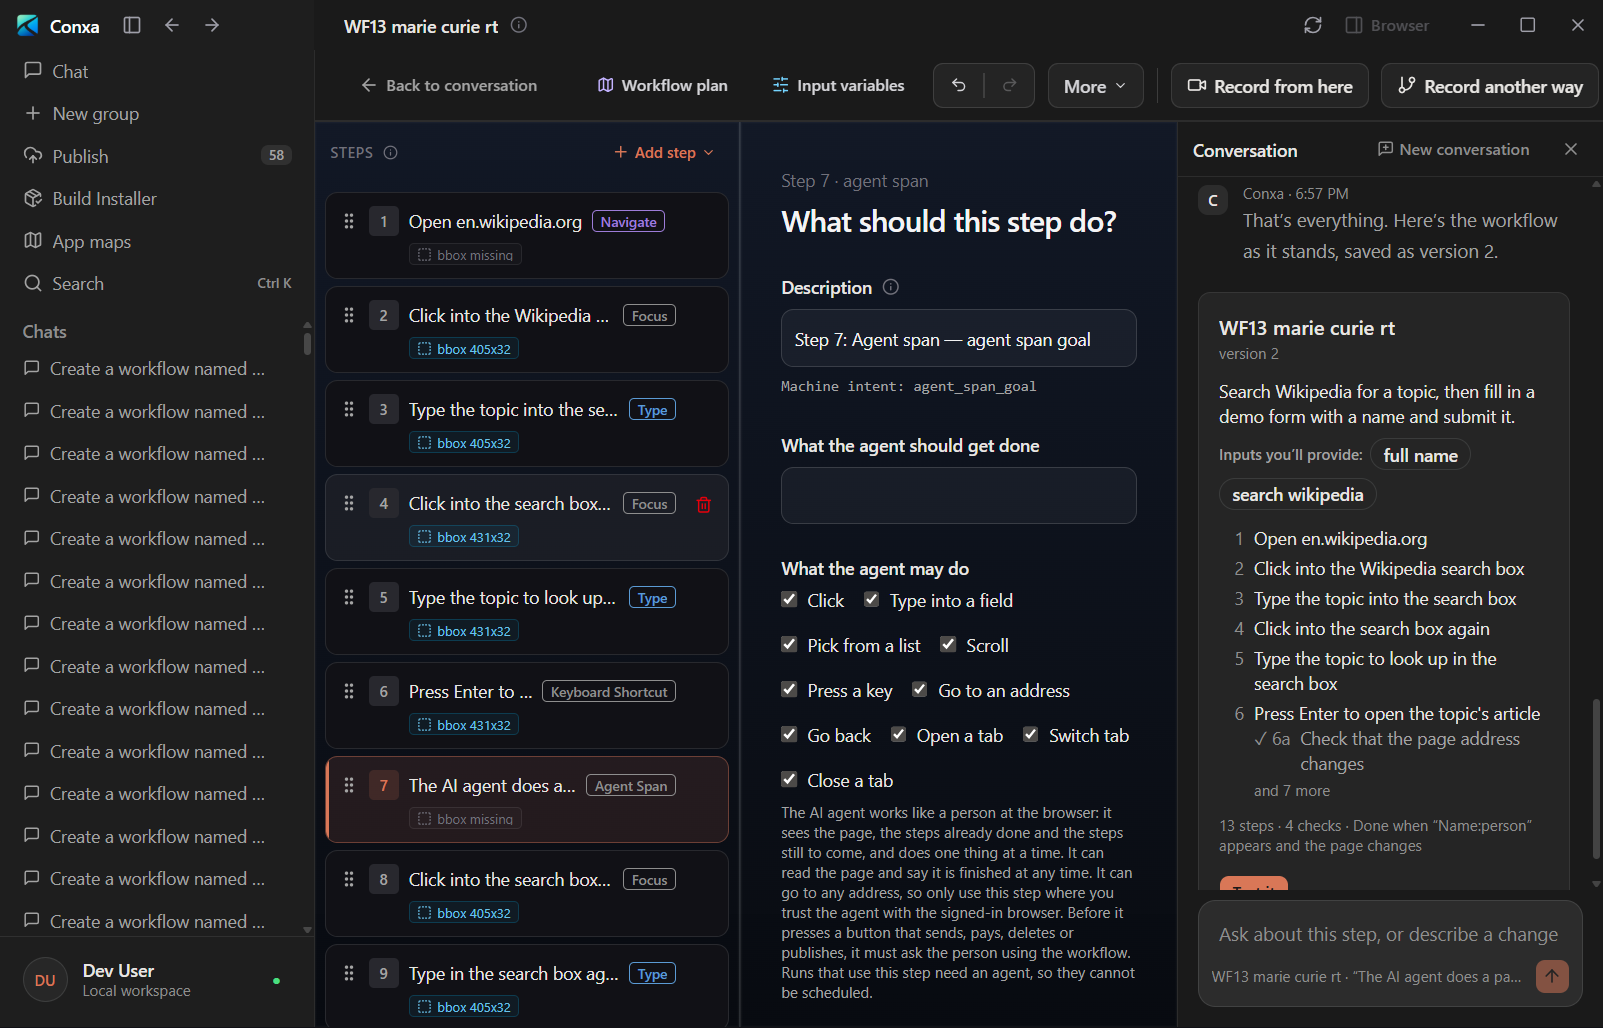 Conxa
WF13 marie curie rt
Browser
Chat
New group
Publish
58
Build Installer
App maps
Search
Ctrl K
Chats
Create a workflow named ...
Create a workflow named ...
Create a workflow named ...
Create a workflow named ...
Create a workflow named ...
Create a workflow named ...
Create a workflow named ...
Create a workflow named ...
Create a workflow named ...
Create a workflow named ...
Create a workflow named ...
Create a workflow named ...
Create a workflow named ...
Create a workflow named ...
DU
Dev User
Local workspace
Back to conversation
Workflow plan
Input variables
More
Record from here
Record another way
STEPS
Add step
1
Open en.wikipedia.org
Navigate
bbox missing
2
Click into the Wikipedia ...
Focus
bbox 405x32
3
Type the topic into the se...
Type
bbox 405x32
4
Click into the search box...
Focus
bbox 431x32
5
Type the topic to look up...
Type
bbox 431x32
6
Press Enter to ...
Keyboard Shortcut
bbox 431x32
7
The AI agent does a...
Agent Span
bbox missing
8
Click into the search box...
Focus
bbox 405x32
9
Type in the search box ag...
Type
bbox 405x32
Step 7 · agent span
What should this step do?
Description
Step 7: Agent span — agent span goal
Machine intent: agent_span_goal
What the agent should get done
What the agent may do
Click
Type into a field
Pick from a list
Scroll
Press a key
Go to an address
Go back
Open a tab
Switch tab
Close a tab
The AI agent works like a person at the browser: it
sees the page, the steps already done and the steps
still to come, and does one thing at a time. It can
read the page and say it is finished at any time. It can
go to any address, so only use this step where you
trust the agent with the signed-in browser. Before it
presses a button that sends, pays, deletes or
publishes, it must ask the person using the workflow.
Runs that use this step need an agent, so they cannot
be scheduled.
Conversation
New conversation
C
Conxa · 6:57 PM
That's everything. Here's the workflow
as it stands, saved as version 2.
WF13 marie curie rt
version 2
Search Wikipedia for a topic, then fill in a
demo form with a name and submit it.
Inputs you'll provide:
full name
search wikipedia
1 Open en.wikipedia.org
2 Click into the Wikipedia search box
3 Type the topic into the search box
4 Click into the search box again
5 Type the topic to look up in the
search box
6 Press Enter to open the topic's article
✓ 6a Check that the page address
changes
and 7 more
13 steps · 4 checks · Done when “Name:person”
appears and the page changes
Ask about this step, or describe a change
WF13 marie curie rt · “The AI agent does a pa...